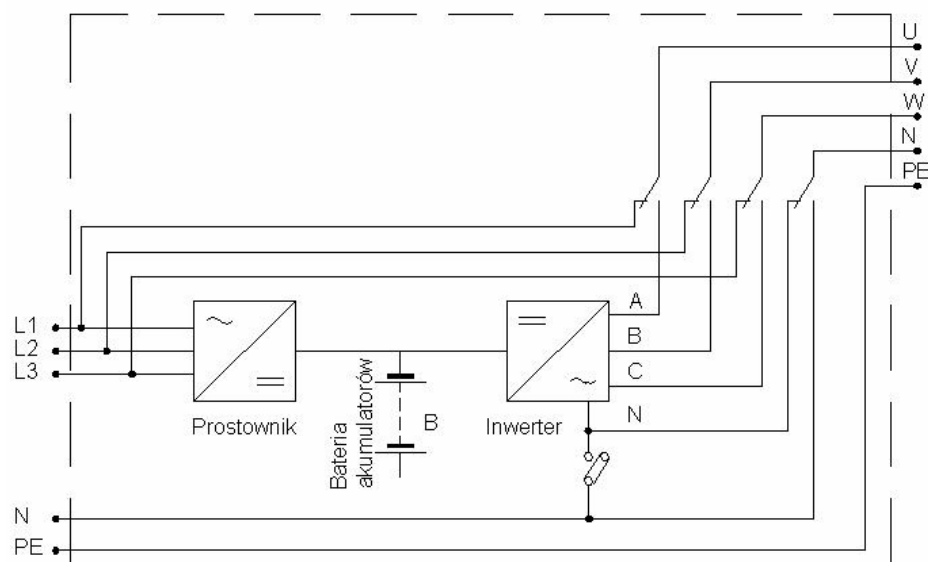 U
V
W
N
PE
A
B
C
N
L1
L2
L3
Prostownik
Bateria
akumulatorów
B
Inwerter
N
PE